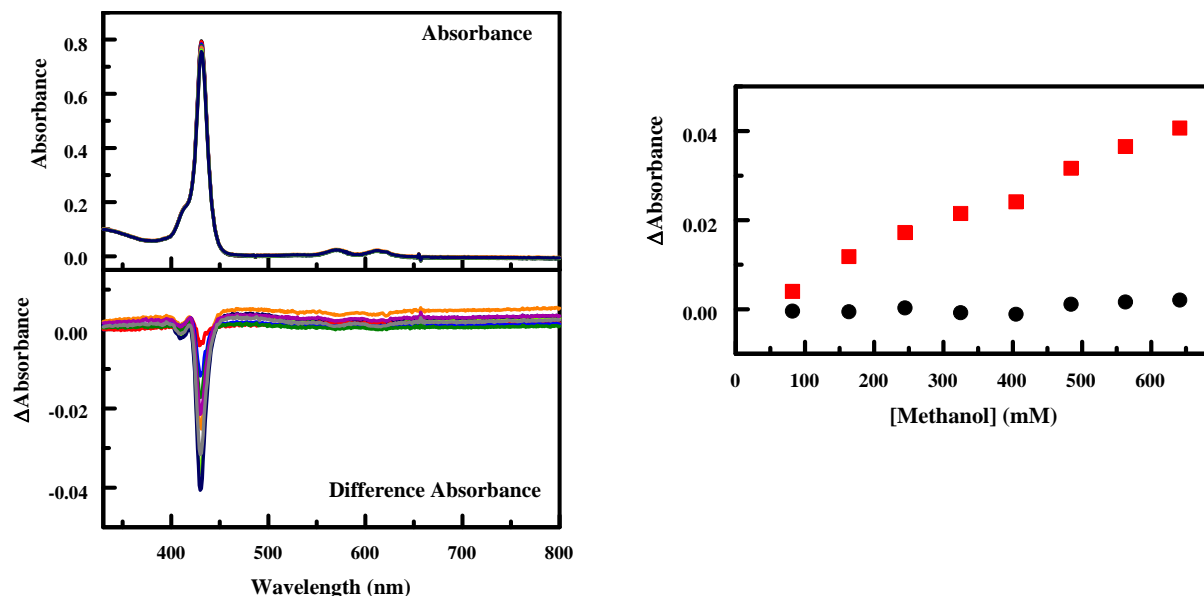 Absorbance
0.8
0.6
0.4
0.2
0.0
Absorbance
0.00
-0.02
-0.04
ΔAbsorbance
Difference Absorbance
400 500 600 700 800
Wavelength (nm)
0.04
0.02
0.00
ΔAbsorbance
0 100 200 300 400 500 600
[Methanol] (mM)